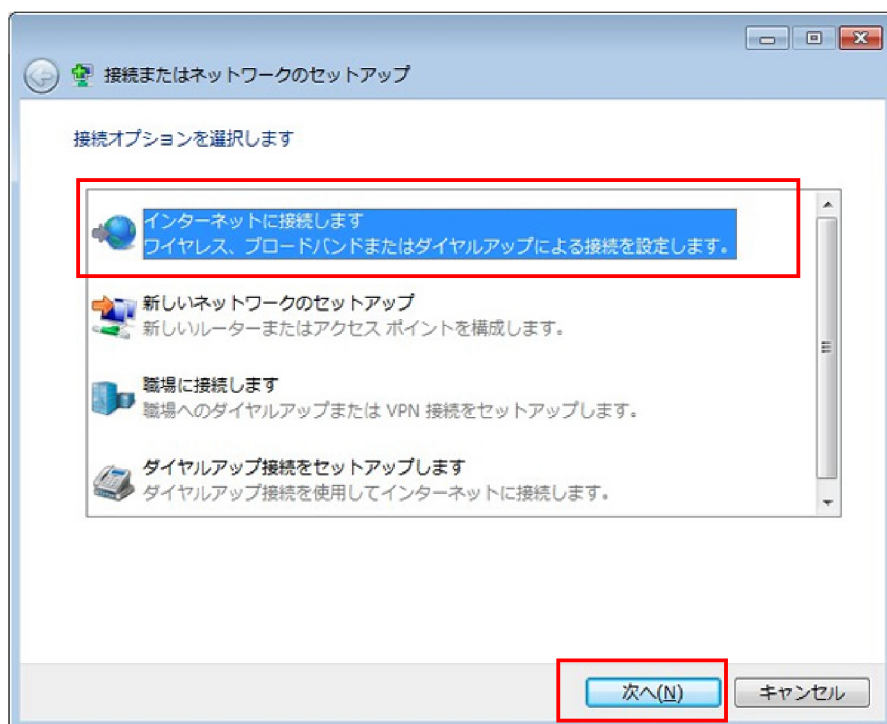 接続またはネットワークのセットアップ
接続オプションを選択します
インターネットに接続します
ワイヤレス、ブロードバンドまたはダイヤルアップによる接続を設定します。
新しいネットワークのセットアップ
新しいルーターまたはアクセス ポイントを構成します。
職場に接続します
職場へのダイヤルアップまたは VPN 接続をセットアップします。
ダイヤルアップ接続をセットアップします
ダイヤルアップ接続を使用してインターネットに接続します。
次へ(N) キャンセル